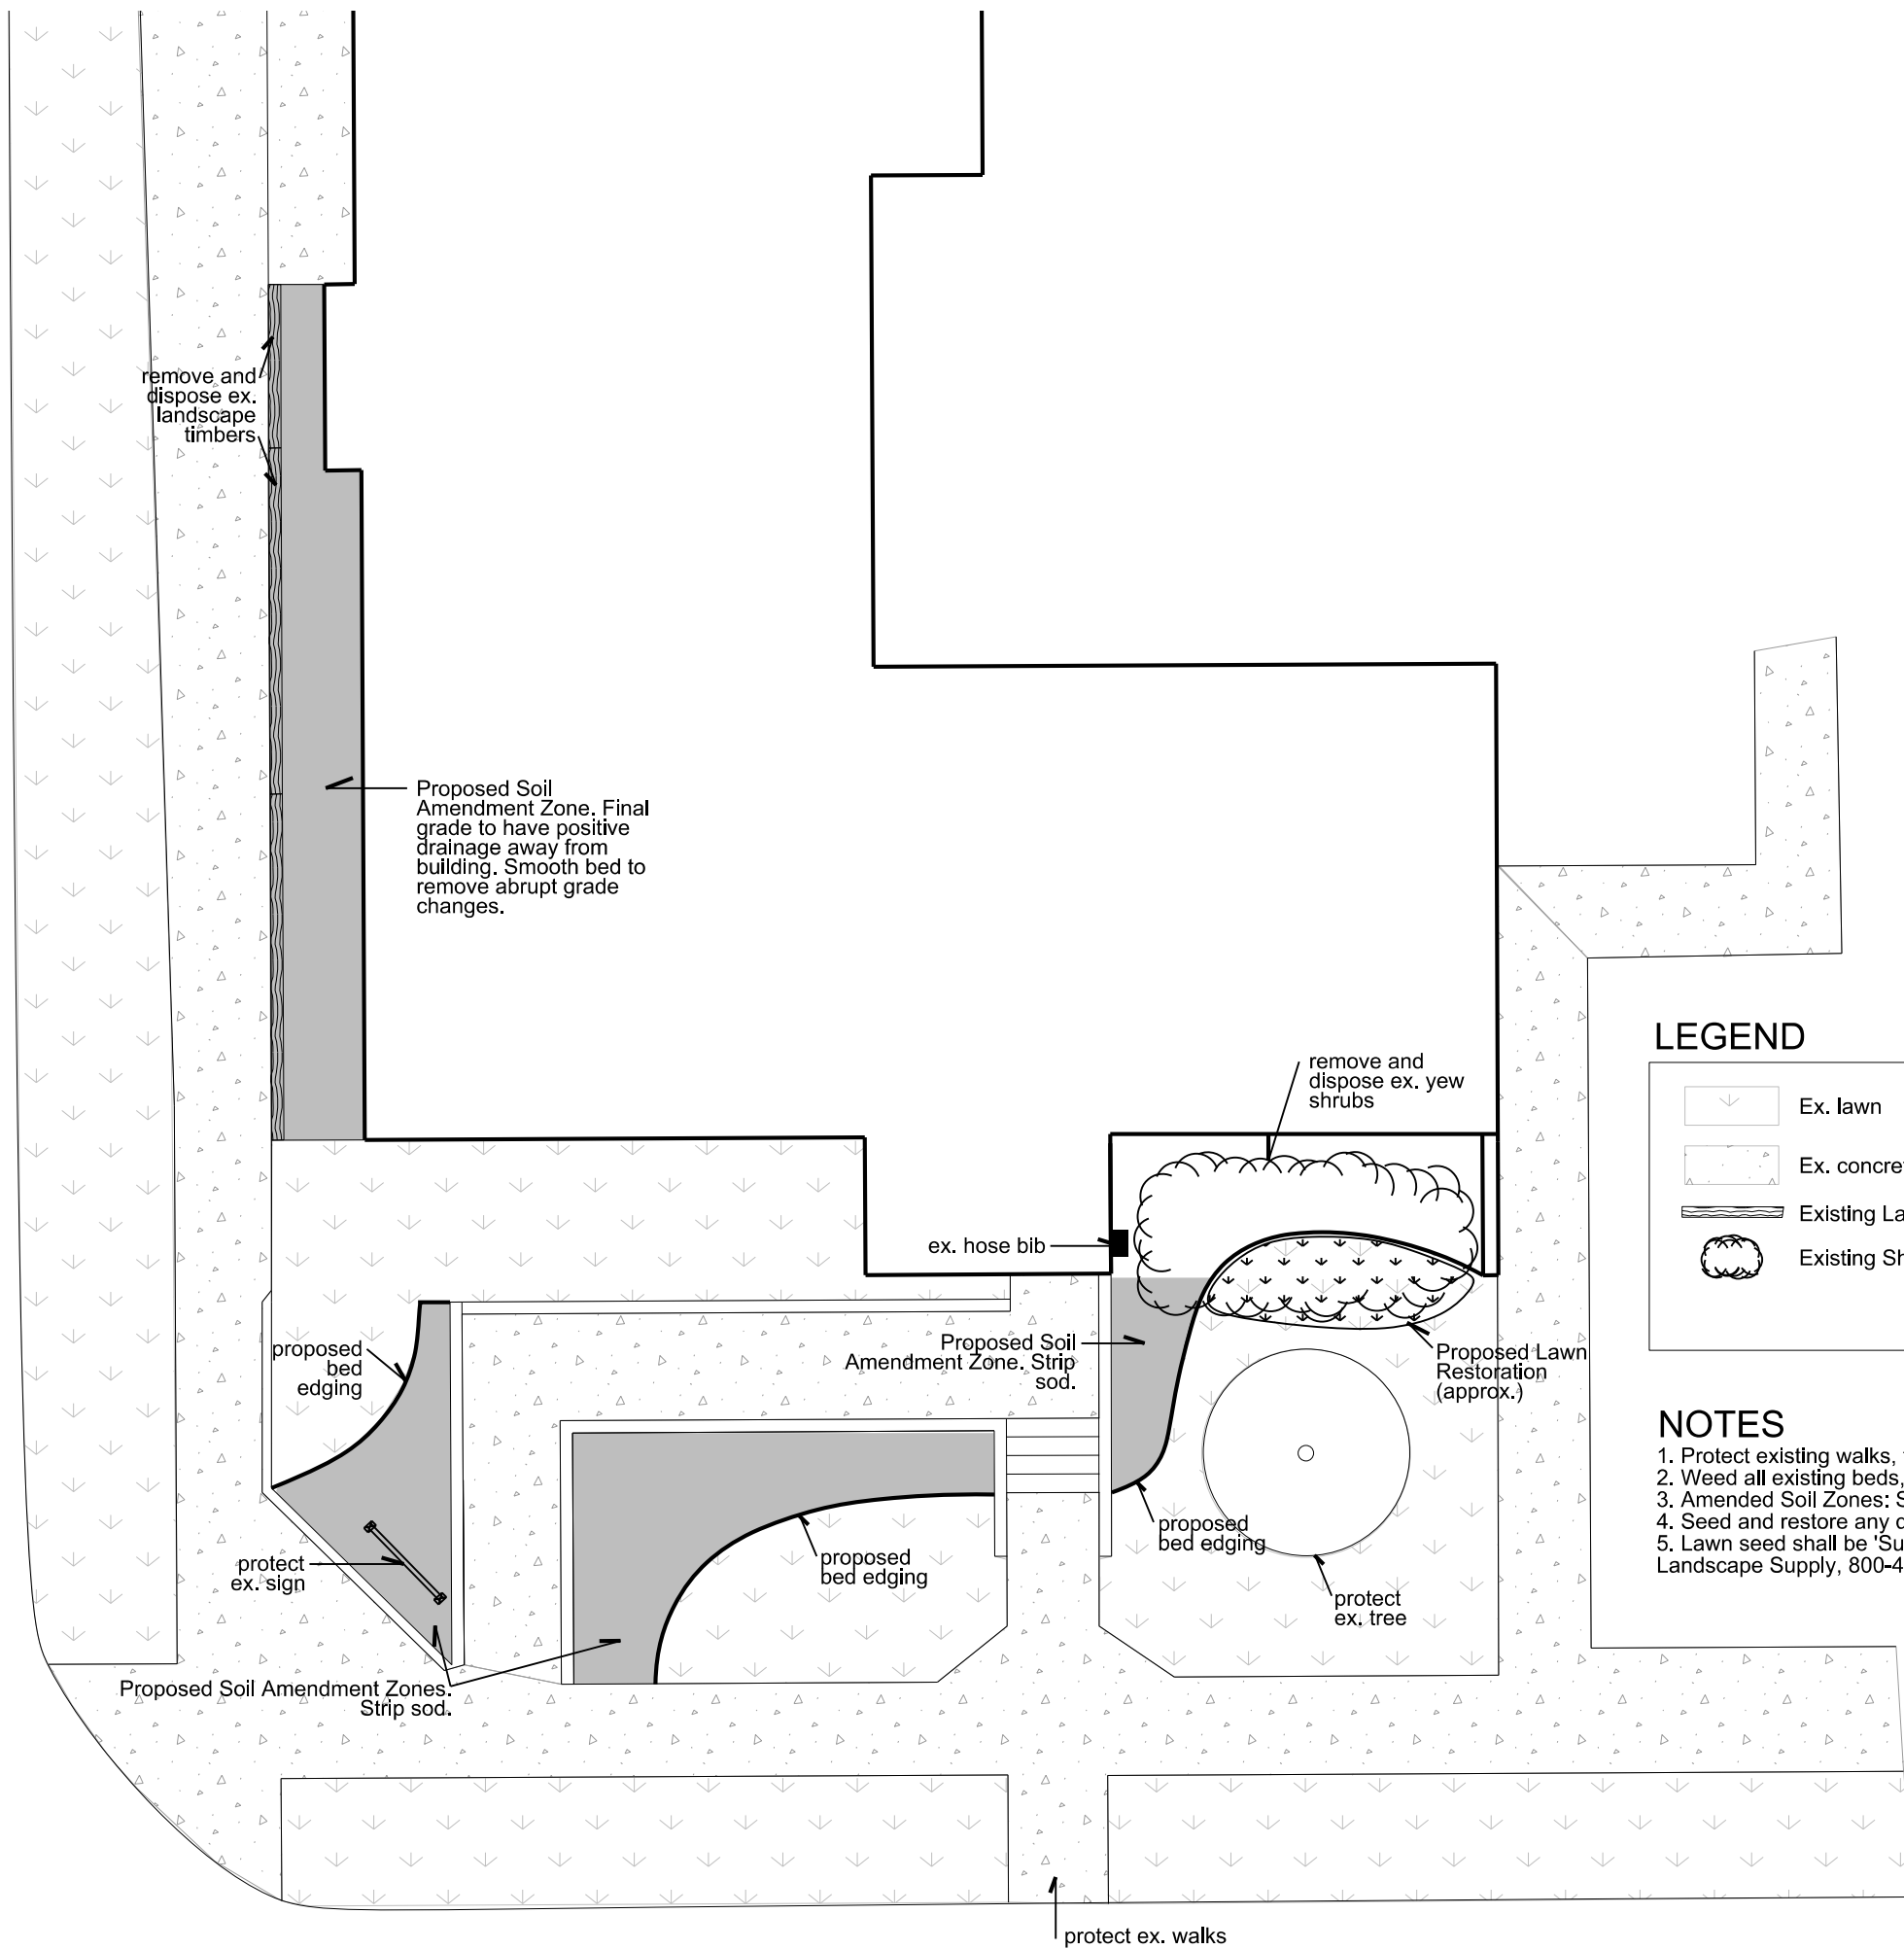 remove and
dispose ex.
landscape
timbers
Proposed Soil
Amendment Zone. Final
grade to have positive
drainage away from
building. Smooth bed to
remove abrupt grade
changes.
remove and
dispose ex. yew
shrubs
ex. hose bib
proposed
bed
edging
Proposed Soil
Amendment Zone. Strip
sod.
Proposed Lawn
Restoration
(approx.)
protect
ex. sign
proposed
bed edging
proposed
bed edging
protect
ex. tree
Proposed Soil Amendment Zones.
Strip sod.
protect ex. walks
LEGEND
Ex. lawn
Ex. concre
Existing La
Existing Sh
NOTES
1. Protect existing walks,
2. Weed all existing beds,
3. Amended Soil Zones: S
4. Seed and restore any d
5. Lawn seed shall be 'Su
Landscape Supply, 800-4